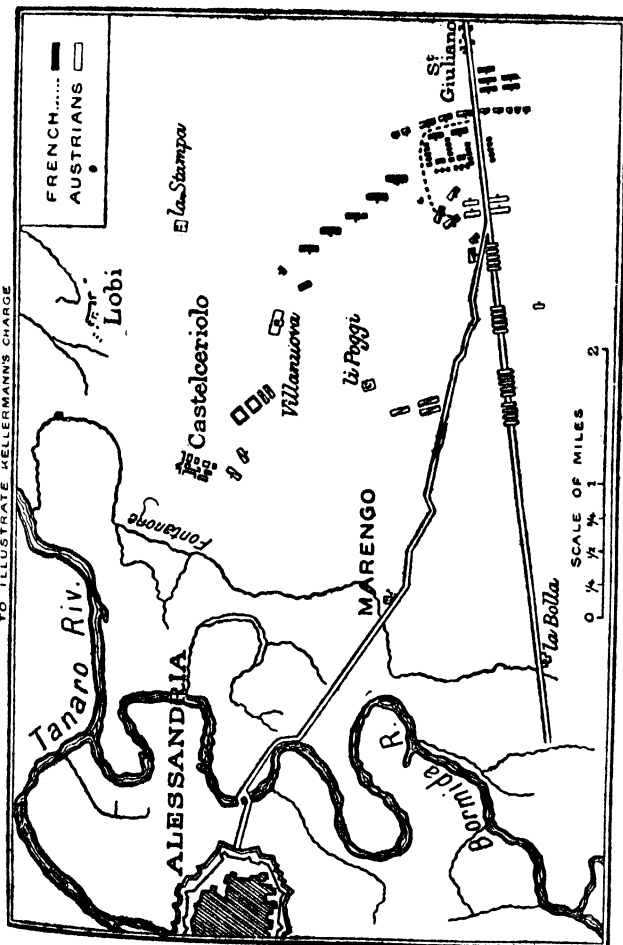 TO ILLUSTRATE KELLERMANN'S CHARGE
FRENCH......
AUSTRIANS
St
Giuliano
la Stampa
Lobi
Castelceriolo
Villanuova
li Poggi
Fontanone
MARENGO
Tanaro Riv.
ALESSANDRIA
Bormida R.
la Bolla
SCALE OF MILES
0 ¼ ½ ¾ 1 2